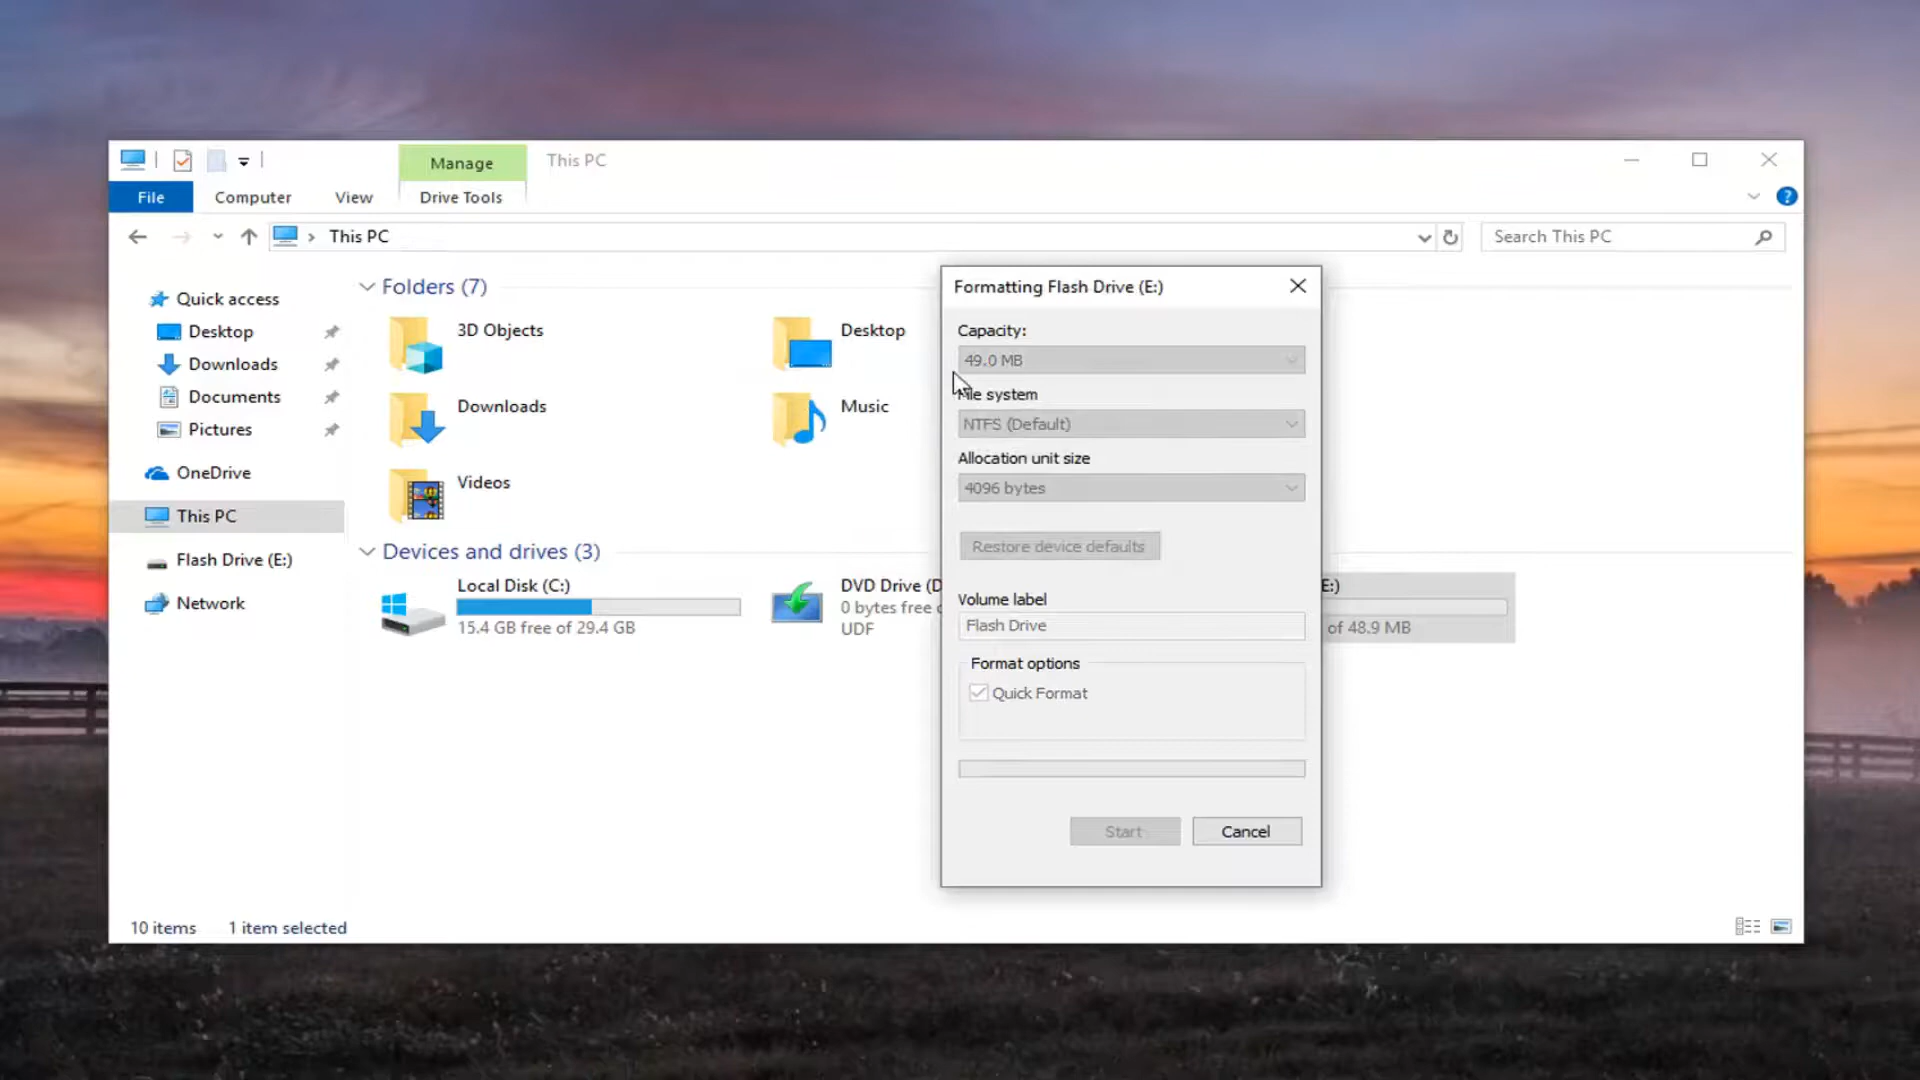 Manage
This PC
File
Computer
View
Drive Tools
This PC
Search This PC
Quick access
Desktop
Downloads
Documents
Pictures
OneDrive
This PC
Flash Drive (E:)
Network
Folders (7)
3D Objects
Desktop
Downloads
Music
Videos
Devices and drives (3)
Local Disk (C:)
15.4 GB free of 29.4 GB
DVD Drive (D
0 bytes free o
UDF
E:)
of 48.9 MB
Formatting Flash Drive (E:)
Capacity:
49.0 MB
File system
NTFS (Default)
Allocation unit size
4096 bytes
Restore device defaults
Volume label
Flash Drive
Format options
Quick Format
Start
Cancel
10 items
1 item selected